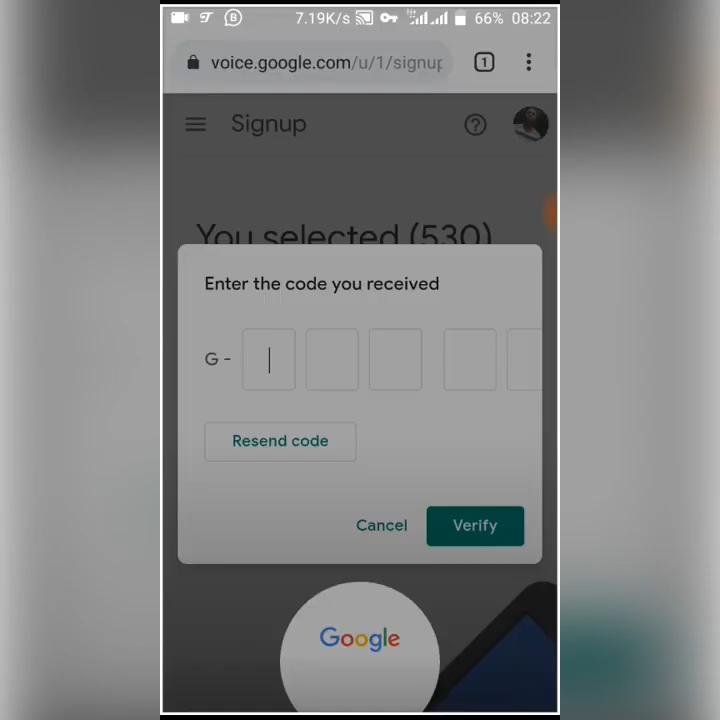 7.19K/s 66% 08:22
voice.google.com/u/1/signup
1
Signup
You selected (530)
Enter the code you received
G -
Resend code
Cancel
Verify
Google